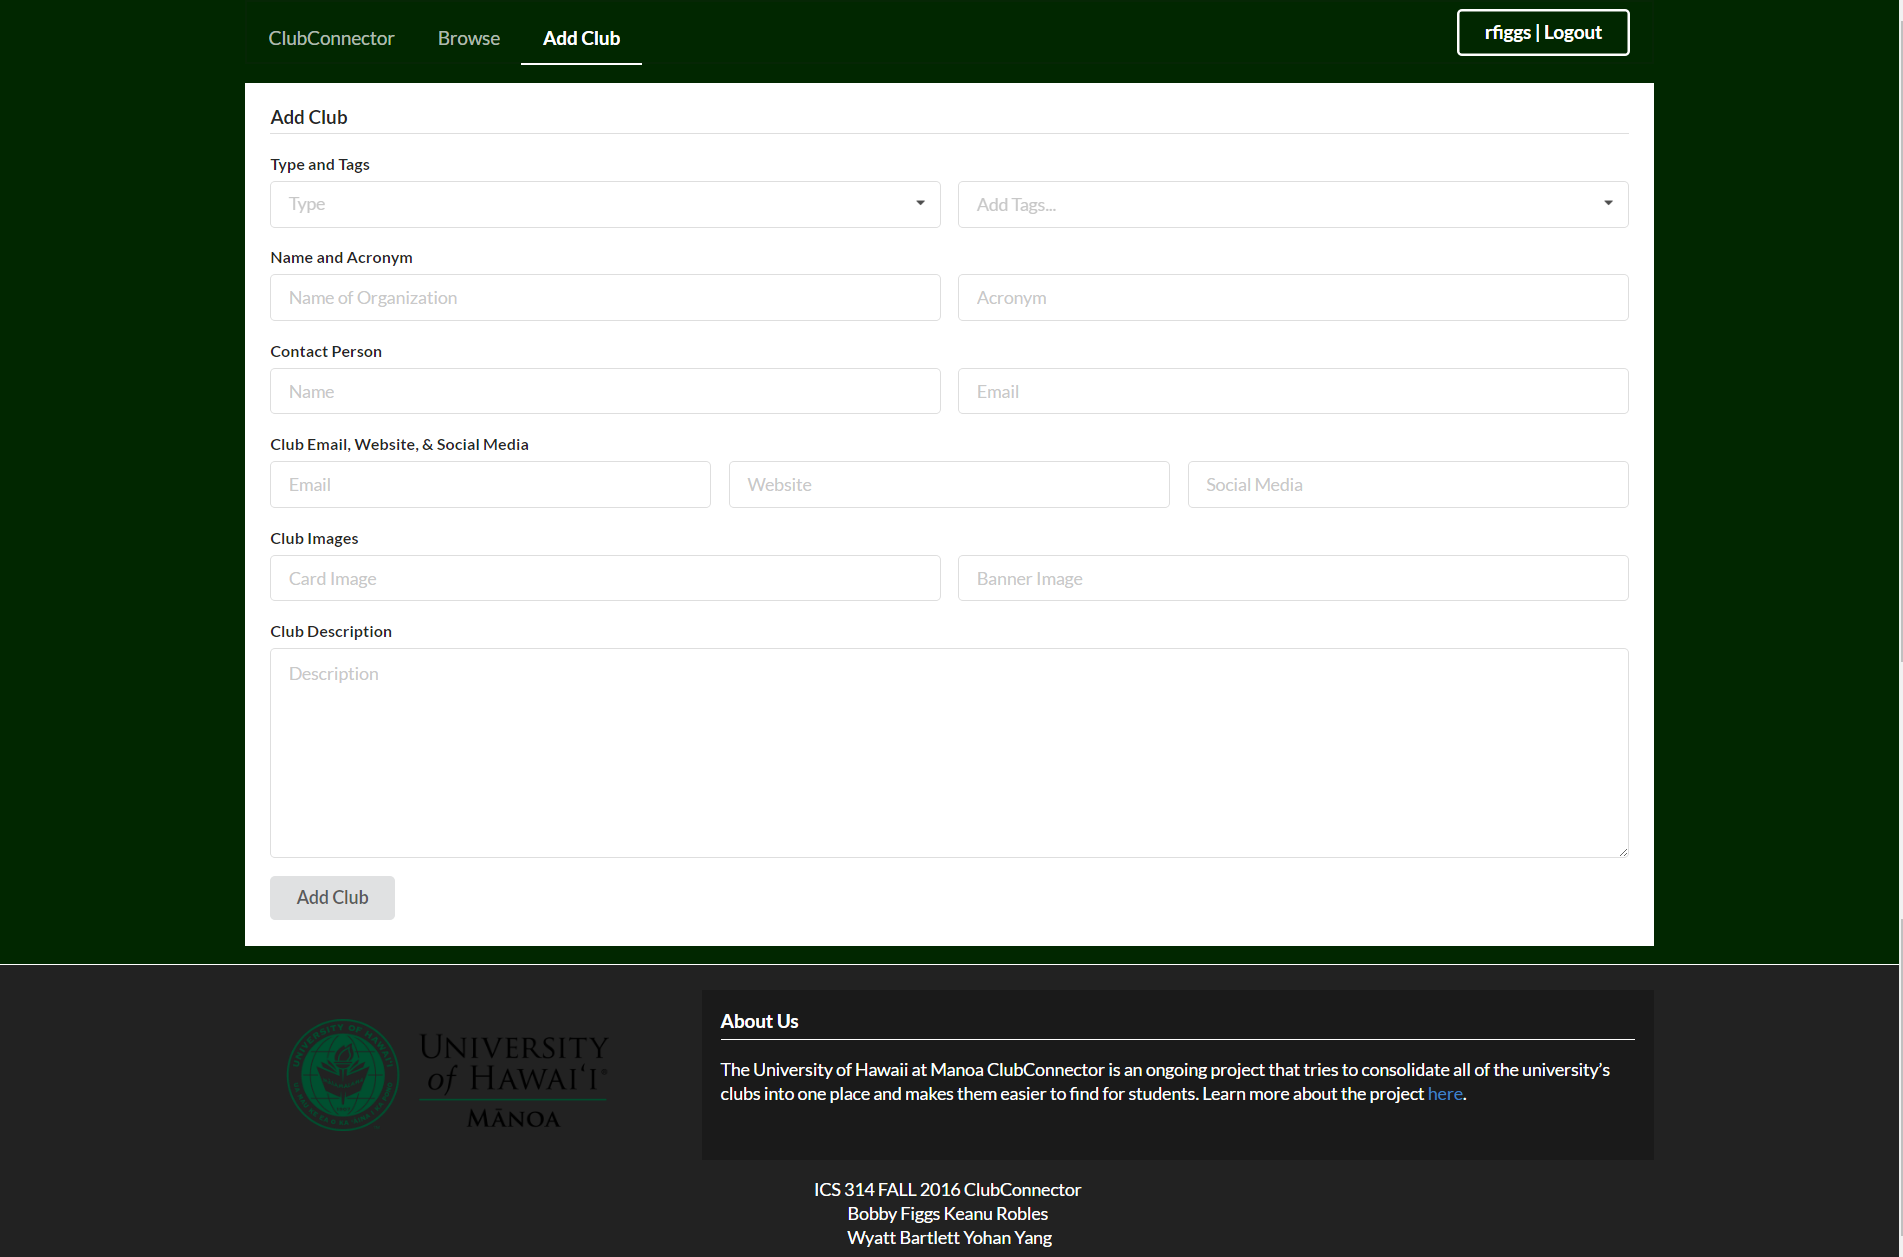 ClubConnector Browse Add Club rfiggs | Logout
Add Club
Type and Tags
Type Add Tags...
Name and Acronym
Name of Organization Acronym
Contact Person
Name Email
Club Email, Website, & Social Media
Email Website Social Media
Club Images
Card Image Banner Image
Club Description
Description
Add Club
UNIVERSITY
of HAWAI‘I®
MĀNOA
About Us
The University of Hawaii at Manoa ClubConnector is an ongoing project that tries to consolidate all of the university’s
clubs into one place and makes them easier to find for students. Learn more about the project here.
ICS 314 FALL 2016 ClubConnector
Bobby Figgs Keanu Robles
Wyatt Bartlett Yohan Yang